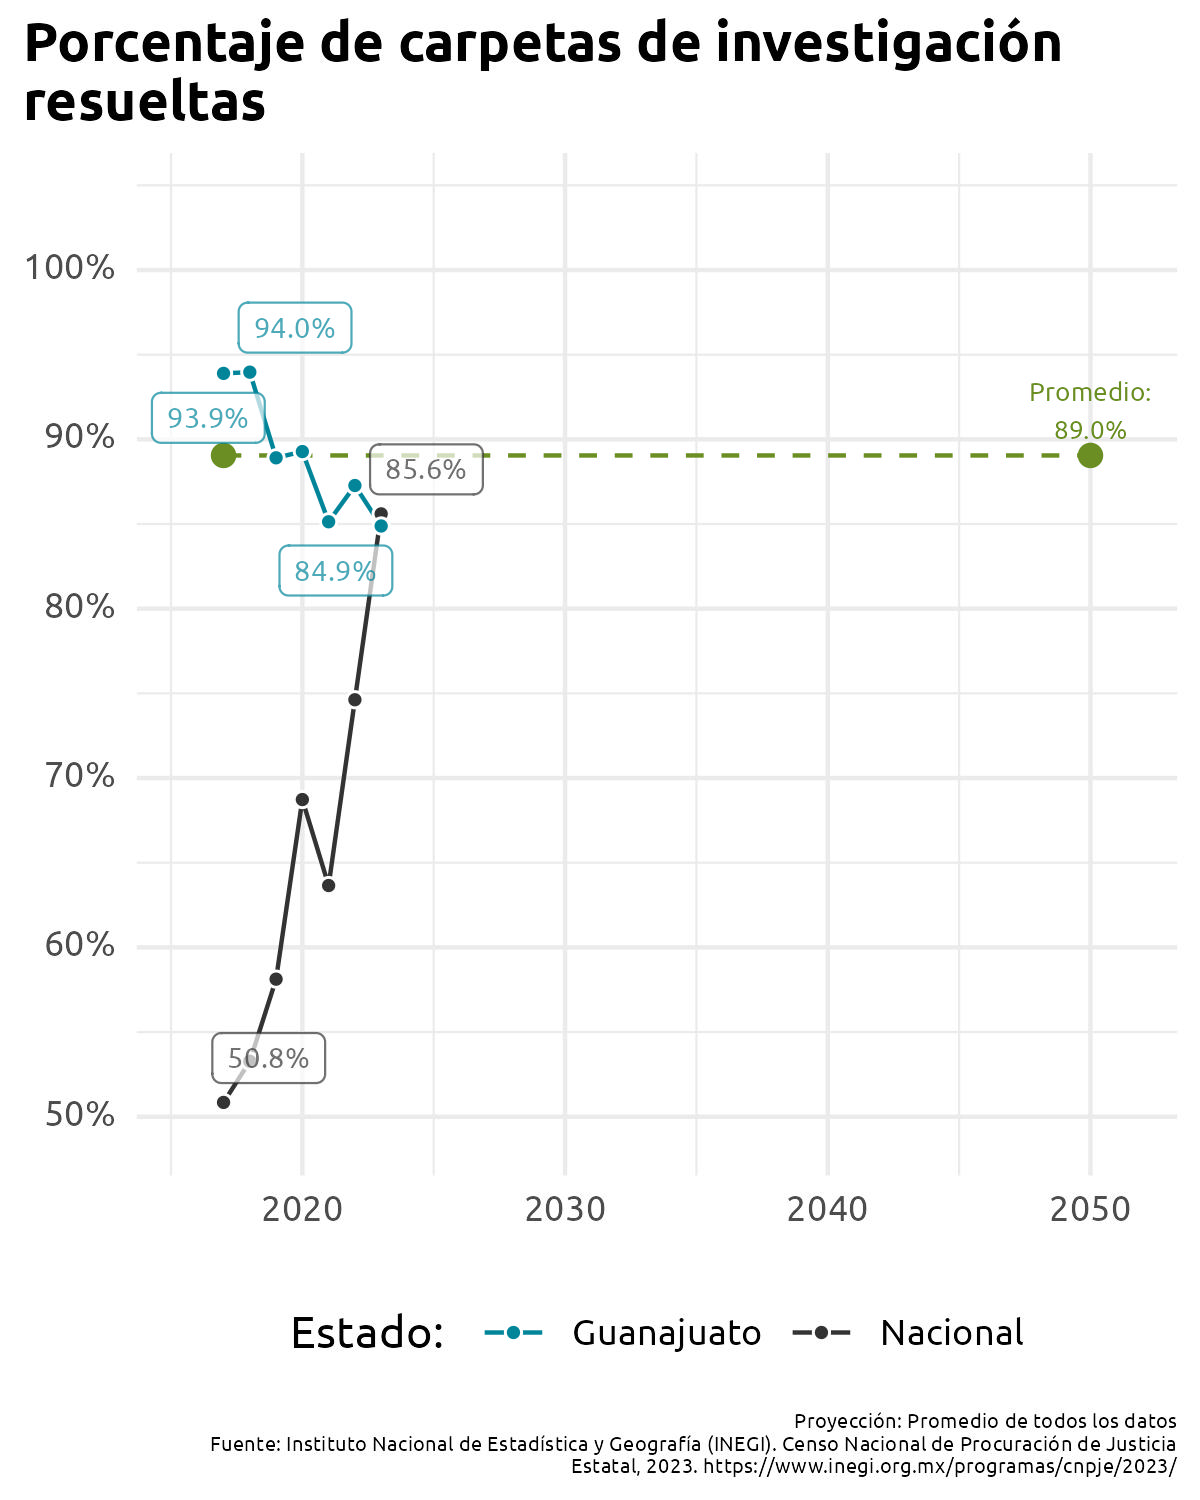 Porcentaje de carpetas de investigación
resueltas
100%
90%
80%
70%
60%
50%
94.0%
93.9%
85.6%
84.9%
50.8%
Promedio:
89.0%
2020
2030
2040
2050
Estado:
Guanajuato
Nacional
Proyección: Promedio de todos los datos
Fuente: Instituto Nacional de Estadística y Geografía (INEGI). Censo Nacional de Procuración de Justicia
Estatal, 2023. https://www.inegi.org.mx/programas/cnpje/2023/